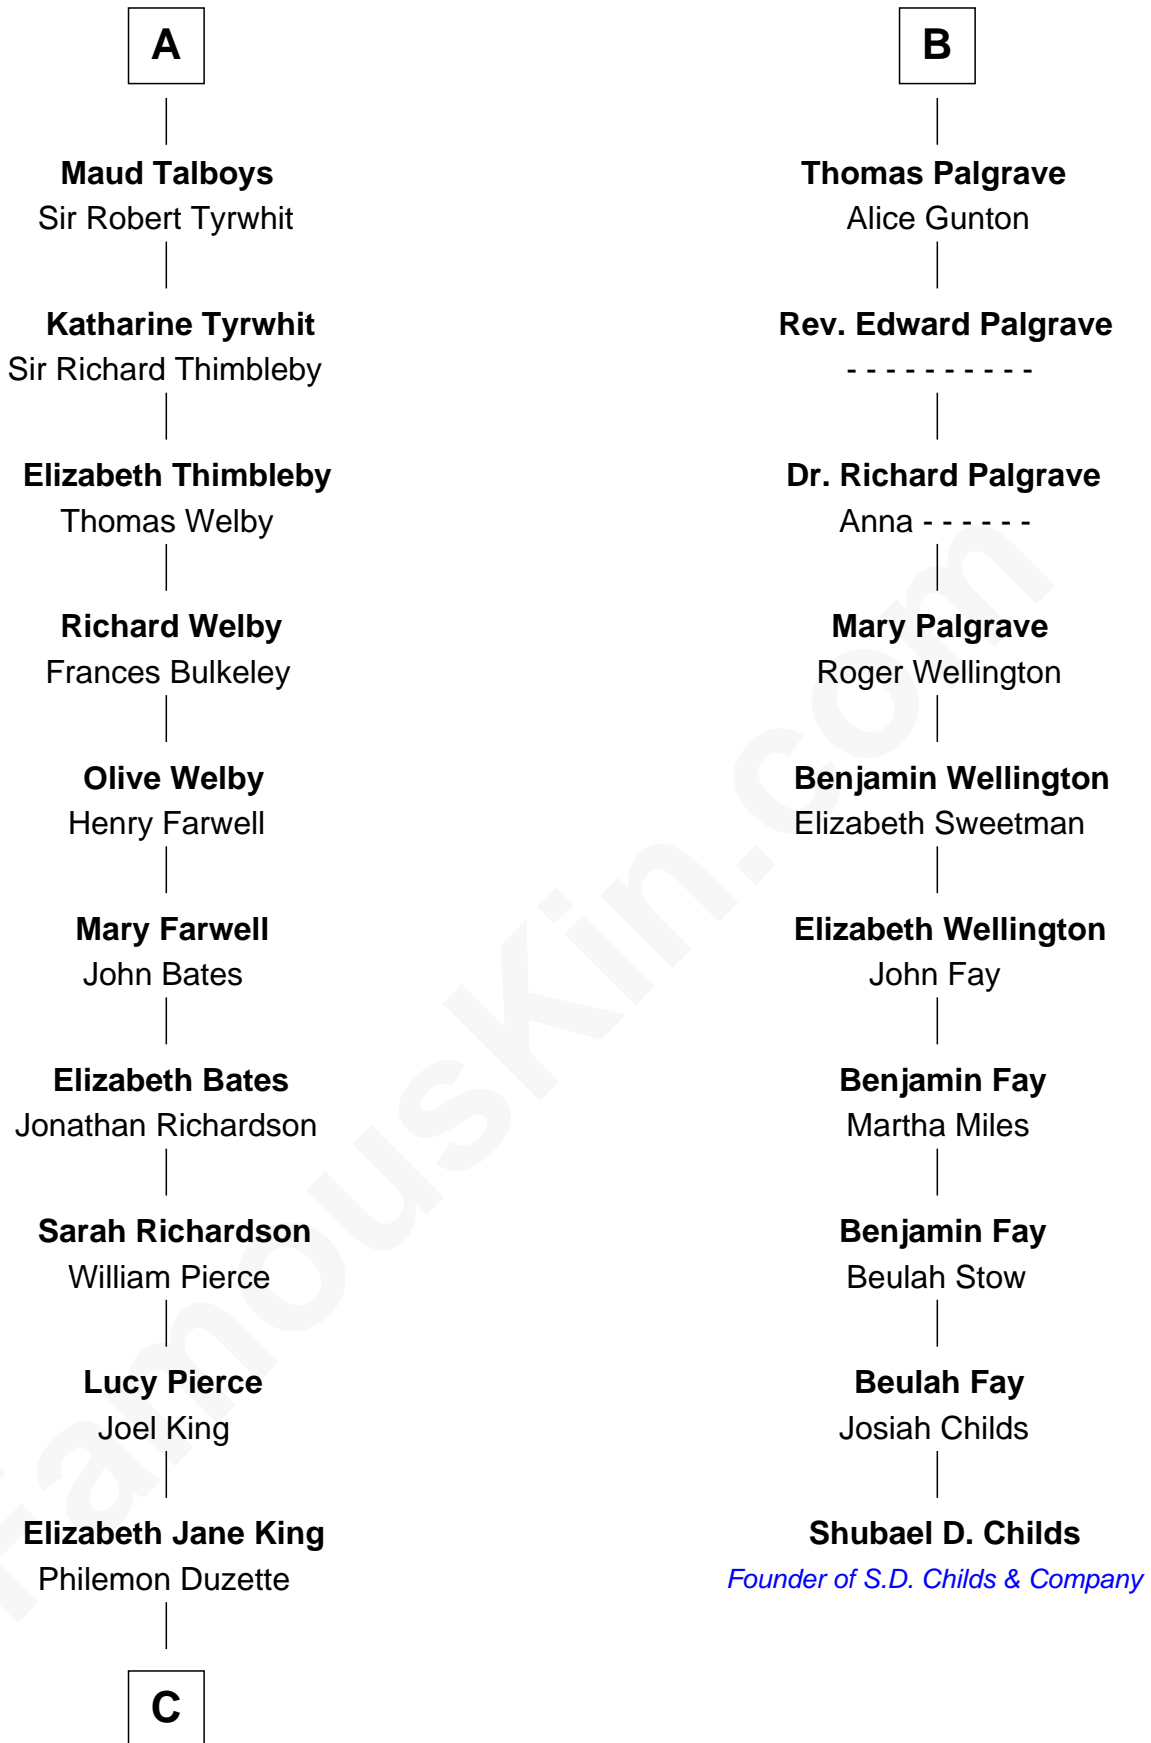 A
Maud Talboys
Sir Robert Tyrwhit
Katharine Tyrwhit
Sir Richard Thimbleby
Elizabeth Thimbleby
Thomas Welby
Richard Welby
Frances Bulkeley
Olive Welby
Henry Farwell
Mary Farwell
John Bates
Elizabeth Bates
Jonathan Richardson
Sarah Richardson
William Pierce
Lucy Pierce
Joel King
Elizabeth Jane King
Philemon Duzette
C
B
Thomas Palgrave
Alice Gunton
Rev. Edward Palgrave
- - - - - - - - - -
Dr. Richard Palgrave
Anna - - - - - -
Mary Palgrave
Roger Wellington
Benjamin Wellington
Elizabeth Sweetman
Elizabeth Wellington
John Fay
Benjamin Fay
Martha Miles
Benjamin Fay
Beulah Stow
Beulah Fay
Josiah Childs
Shubael D. Childs
Founder of S.D. Childs & Company
FamousKin.com